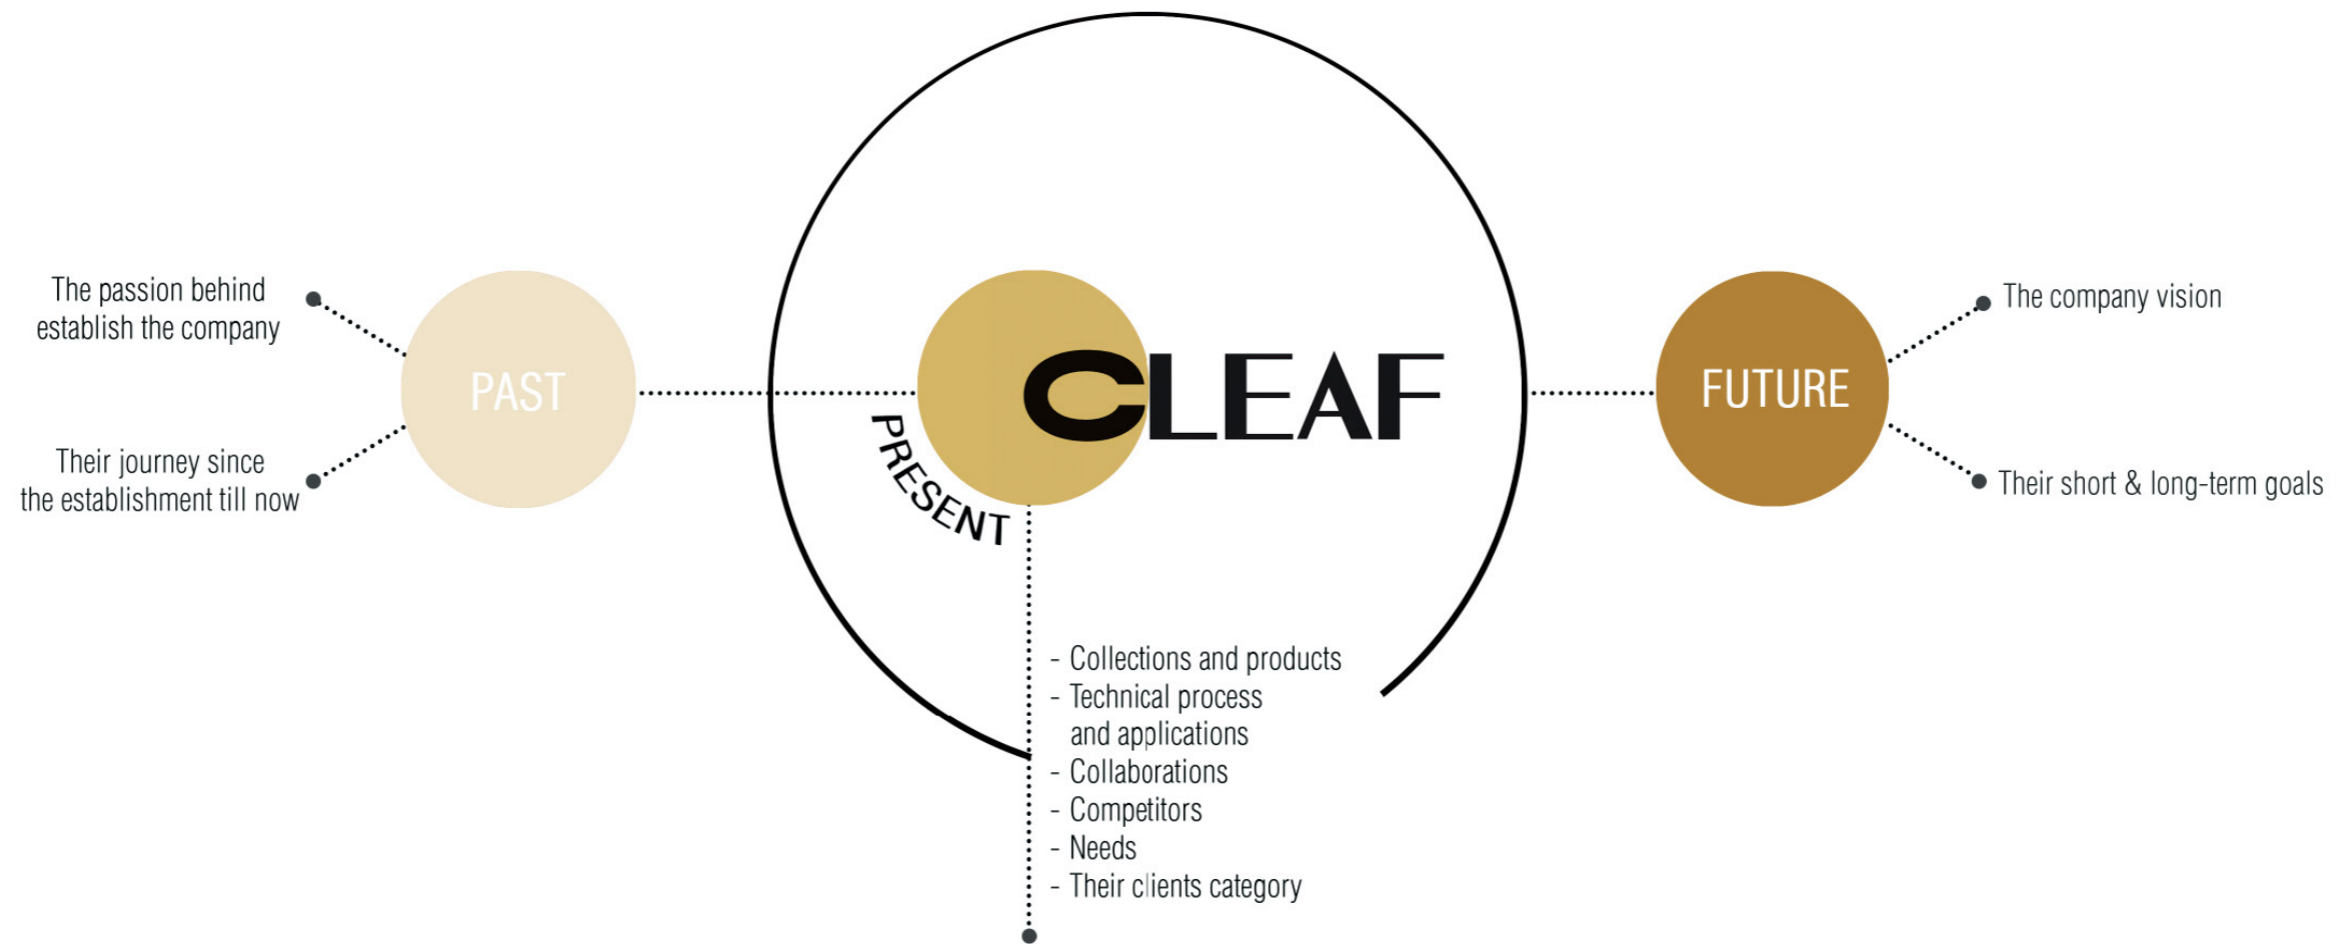 The passion behind
establish the company
Their journey since
the establishment till now
PAST
CLEAF
PRESENT
- Collections and products
- Technical process
and applications
- Collaborations
- Competitors
- Needs
- Their clients category
FUTURE
The company vision
Their short & long-term goals